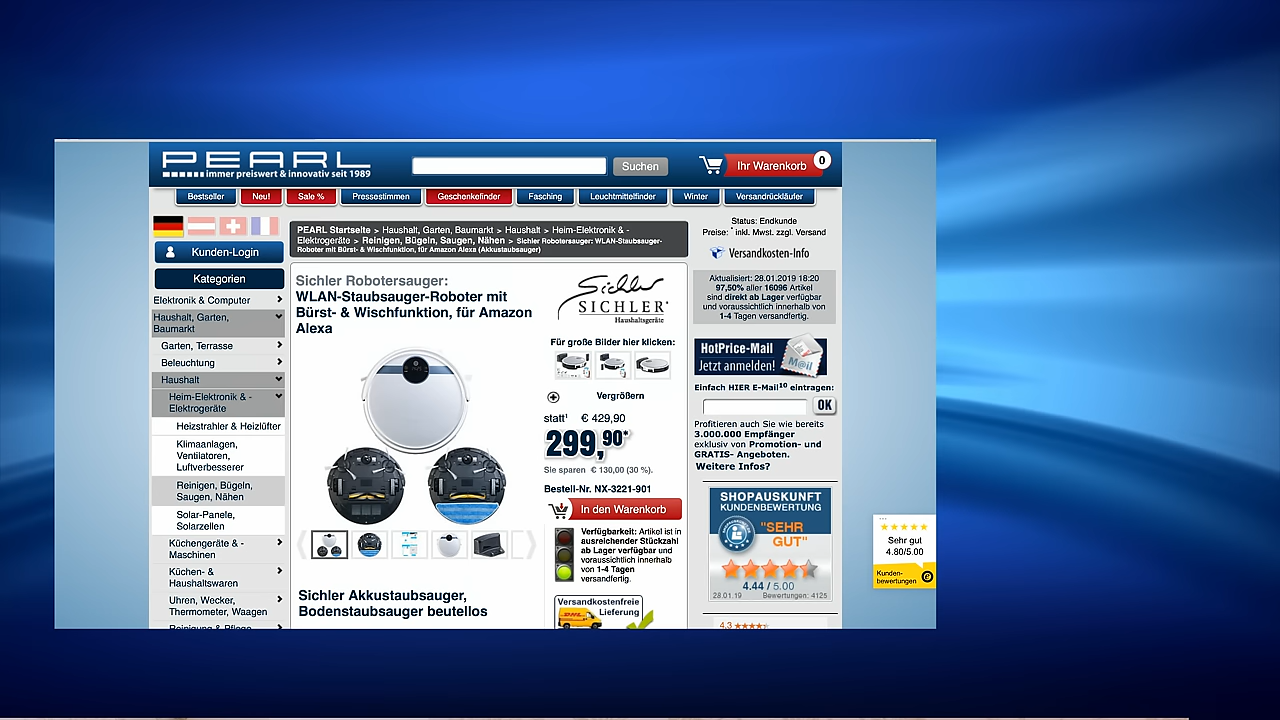 PEARL
immer preiswert & innovativ seit 1989
Suchen
Ihr Warenkorb
0
Bestseller
Neu!
Sale %
Pressestimmen
Geschenkefinder
Fasching
Leuchtmittelfinder
Winter
Versandrückläufer
Kunden-Login
Kategorien
Elektronik & Computer
Haushalt, Garten,
Baumarkt
Garten, Terrasse
Beleuchtung
Haushalt
Heim-Elektronik & -
Elektrogeräte
Heizstrahler & Heizlüfter
Klimaanlagen,
Ventilatoren,
Luftverbesserer
Reinigen, Bügeln,
Saugen, Nähen
Solar-Panele,
Solarzellen
Küchengeräte & -
Maschinen
Küchen- &
Haushaltswaren
Uhren, Wecker,
Thermometer, Waagen
Reinigung & Pflege
PEARL Startseite > Haushalt, Garten, Baumarkt > Haushalt > Heim-Elektronik & -
Elektrogeräte > Reinigen, Bügeln, Saugen, Nähen > Sichler Robotersauger: WLAN-Staubsauger-
Roboter mit Bürst- & Wischfunktion, für Amazon Alexa (Akkustaubsauger)
Sichler Robotersauger:
WLAN-Staubsauger-Roboter mit
Bürst- & Wischfunktion, für Amazon
Alexa
Sichler Akkustaubsauger,
Bodenstaubsauger beutellos
Sichler
SICHLER
Haushaltsgeräte
Für große Bilder hier klicken:
Vergrößern
statt¹ € 429,90
299,90*
Sie sparen € 130,00 (30 %).
Bestell-Nr. NX-3221-901
In den Warenkorb
Verfügbarkeit: Artikel ist in
ausreichender Stückzahl
ab Lager verfügbar und
voraussichtlich innerhalb
von 1-4 Tagen
versandfertig.
Versandkostenfreie
Lieferung
Status: Endkunde
Preise: * inkl. Mwst. zzgl. Versand
Versandkosten-Info
Aktualisiert: 28.01.2019 18:20
97,50% aller 16096 Artikel
sind direkt ab Lager verfügbar
und voraussichtlich innerhalb von
1-4 Tagen versandfertig.
HotPrice-Mail
Jetzt anmelden!
M@il
Einfach HIER E-Mail¹⁰ eintragen:
OK
Profitieren auch Sie wie bereits
3.000.000 Empfänger
exklusiv von Promotion- und
GRATIS- Angeboten.
Weitere Infos?
SHOPAUSKUNFT
KUNDENBEWERTUNG
"SEHR
GUT"
4.44 / 5.00
28.01.19
Bewertungen: 4125
4,3
Sehr gut
4.80/5.00
Kunden-
bewertungen